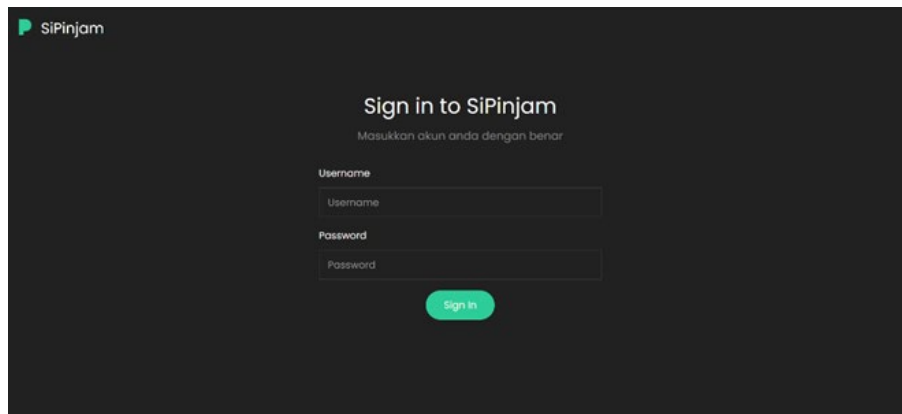 SiPinjam
Sign in to SiPinjam
Masukkan akun anda dengan benar
Username
Username
Password
Password
Sign In